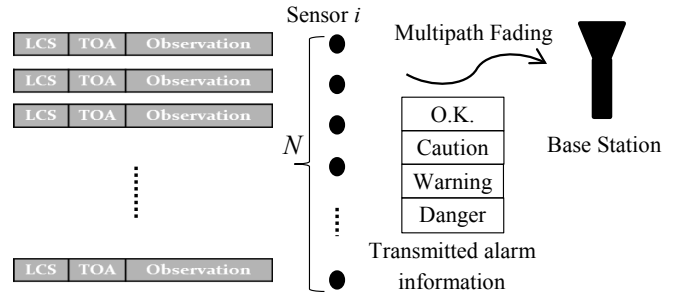 Sensor i
LCS TOA Observation
LCS TOA Observation
LCS TOA Observation
LCS TOA Observation
N
Multipath Fading
O.K.
Caution
Warning
Danger
Transmitted alarm
information
Base Station